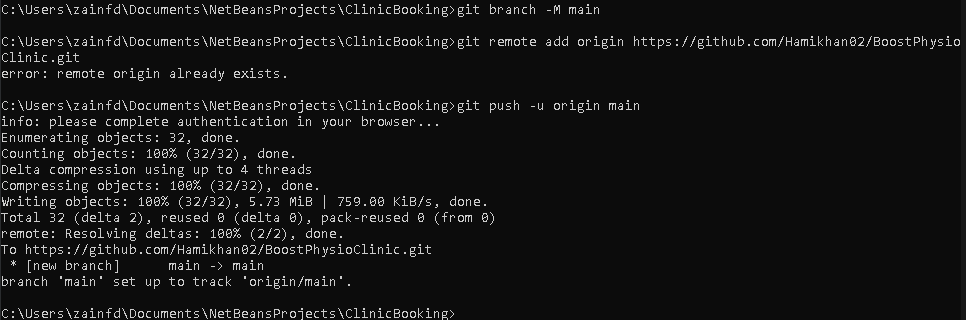 C:\Users\zainfd\Documents\NetBeansProjects\ClinicBooking>git branch -M main
C:\Users\zainfd\Documents\NetBeansProjects\ClinicBooking>git remote add origin https://github.com/Hamikhan02/BoostPhysio
Clinic.git
error: remote origin already exists.
C:\Users\zainfd\Documents\NetBeansProjects\ClinicBooking>git push -u origin main
info: please complete authentication in your browser...
Enumerating objects: 32, done.
Counting objects: 100% (32/32), done.
Delta compression using up to 4 threads
Compressing objects: 100% (32/32), done.
Writing objects: 100% (32/32), 5.73 MiB | 759.00 KiB/s, done.
Total 32 (delta 2), reused 0 (delta 0), pack-reused 0 (from 0)
remote: Resolving deltas: 100% (2/2), done.
To https://github.com/Hamikhan02/BoostPhysioClinic.git
 * [new branch]      main -> main
branch 'main' set up to track 'origin/main'.
C:\Users\zainfd\Documents\NetBeansProjects\ClinicBooking>